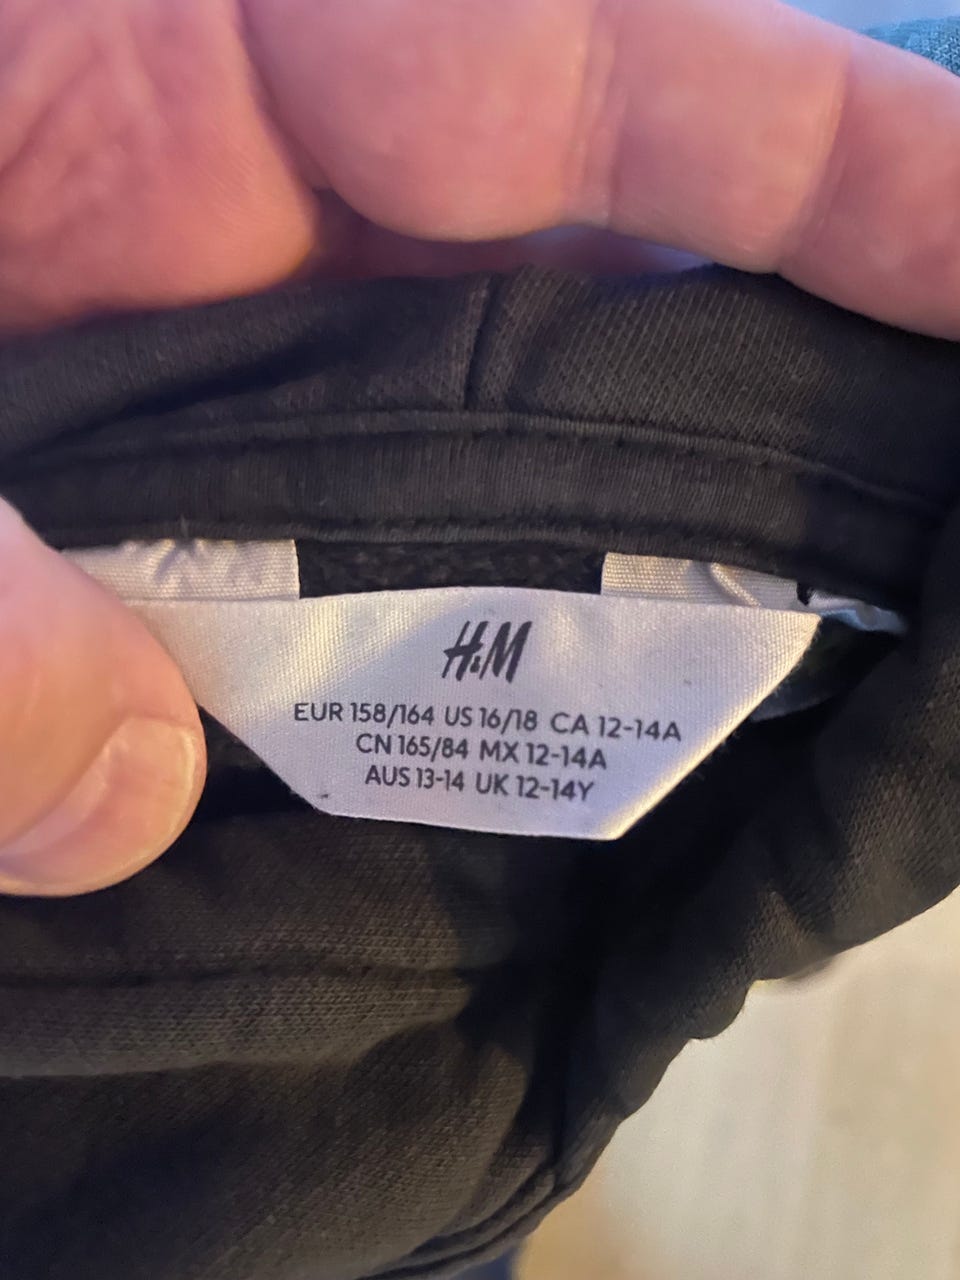 H&M
EUR 158/164 US 16/18 CA 12-14A
CN 165/84 MX 12-14A
AUS 13-14 UK 12-14Y